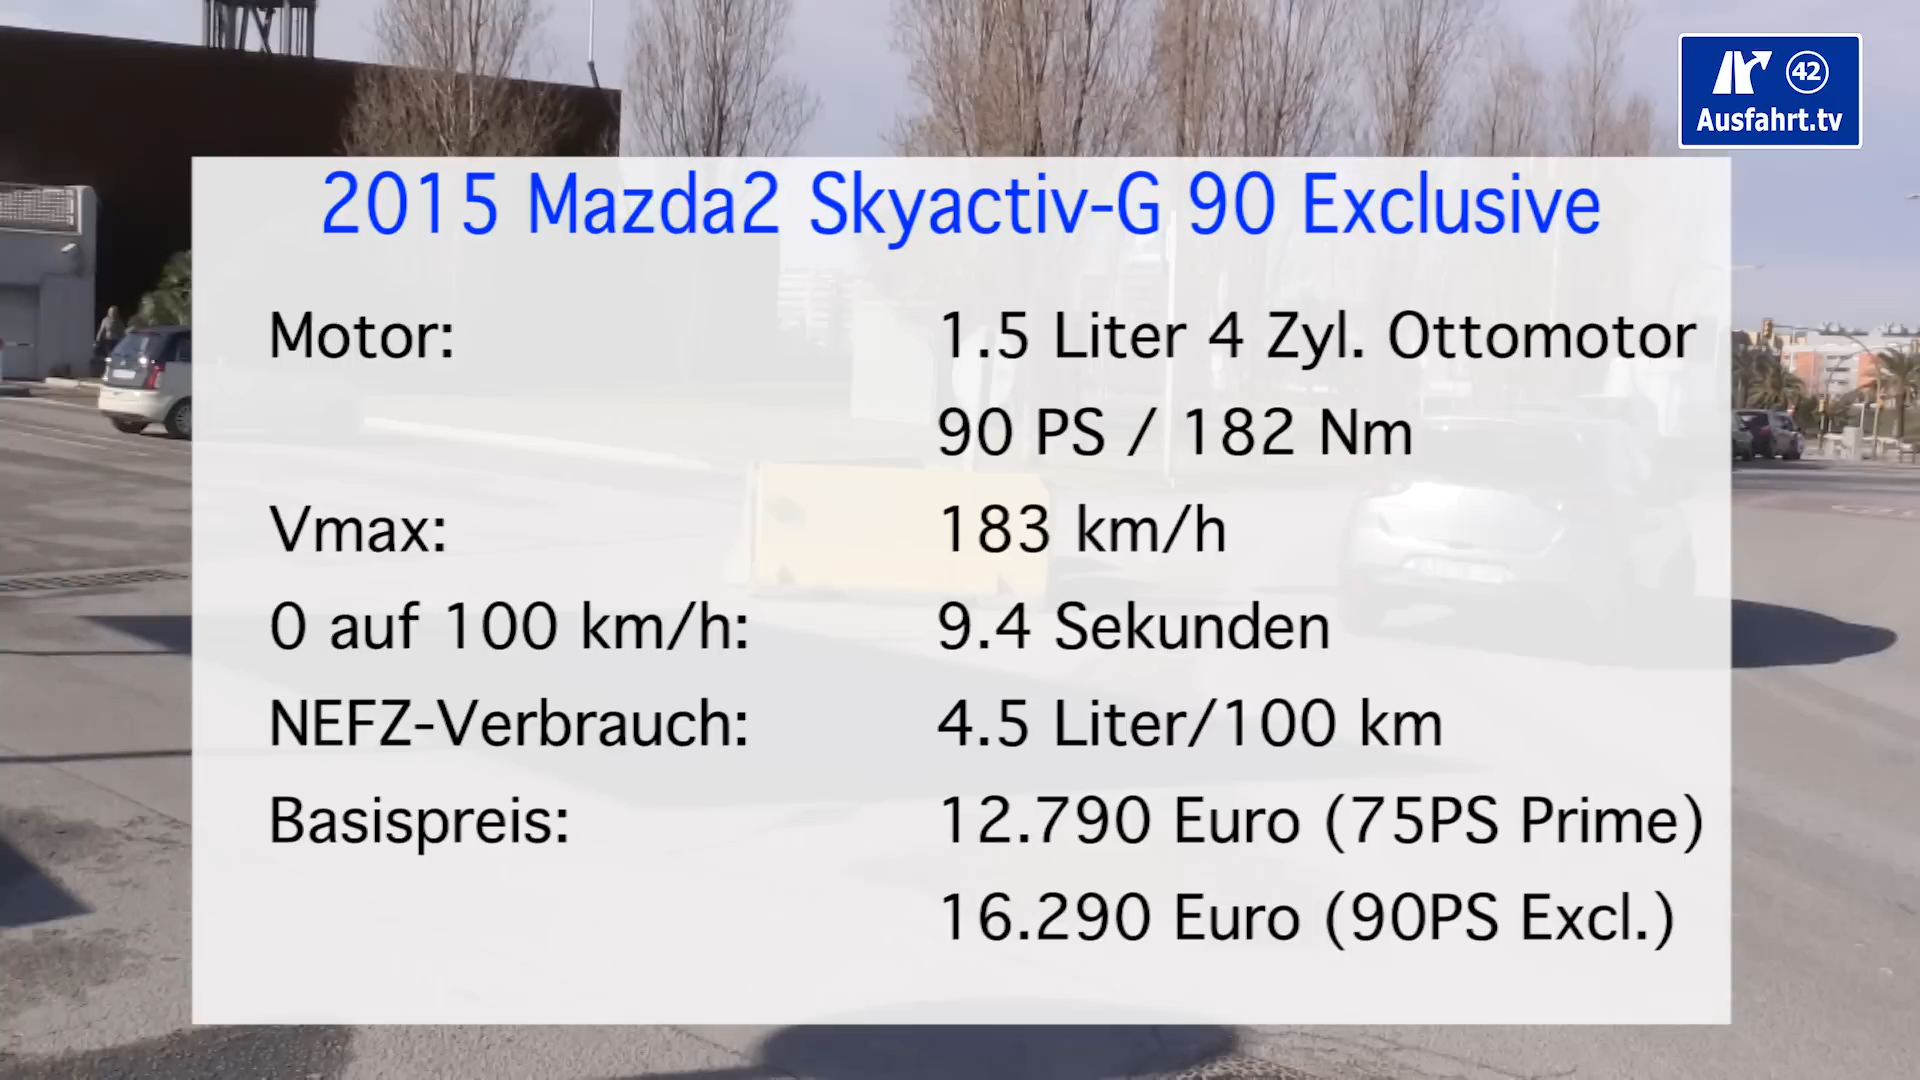 42
Ausfahrt.tv
2015 Mazda2 Skyactiv-G 90 Exclusive
Motor: 1.5 Liter 4 Zyl. Ottomotor
90 PS / 182 Nm
Vmax: 183 km/h
0 auf 100 km/h: 9.4 Sekunden
NEFZ-Verbrauch: 4.5 Liter/100 km
Basispreis: 12.790 Euro (75PS Prime)
16.290 Euro (90PS Excl.)